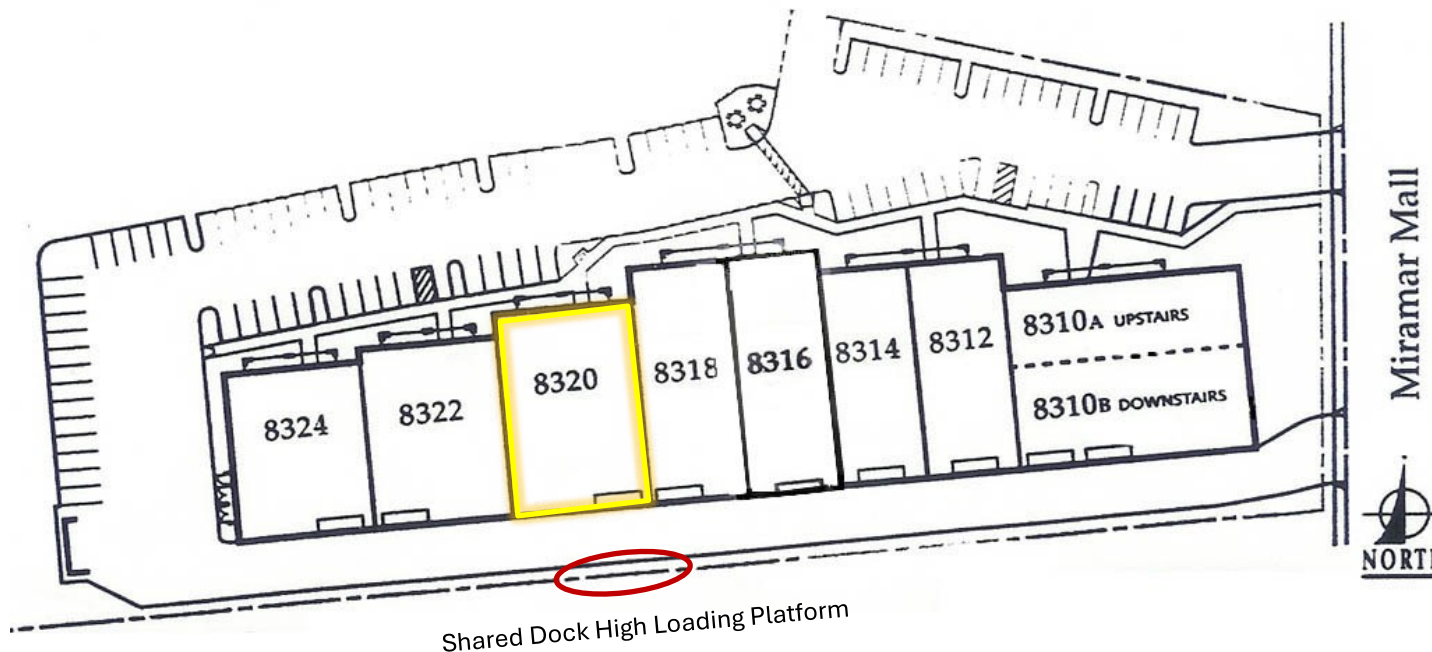 8324
8322
8320
8318
8316
8314
8312
8310A UPSTAIRS
8310B DOWNSTAIRS
Miramar Mall
NORTH
Shared Dock High Loading Platform